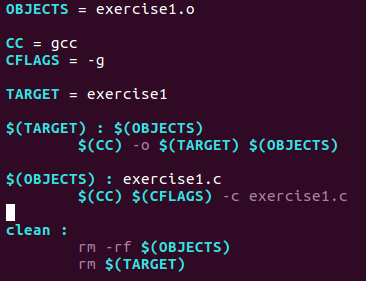 OBJECTS = exercise1.o
CC = gcc
CFLAGS = -g
TARGET = exercise1
$(TARGET) : $(OBJECTS)
$(CC) -o $(TARGET) $(OBJECTS)
$(OBJECTS) : exercise1.c
$(CC) $(CFLAGS) -c exercise1.c
clean :
rm -rf $(OBJECTS)
rm $(TARGET)